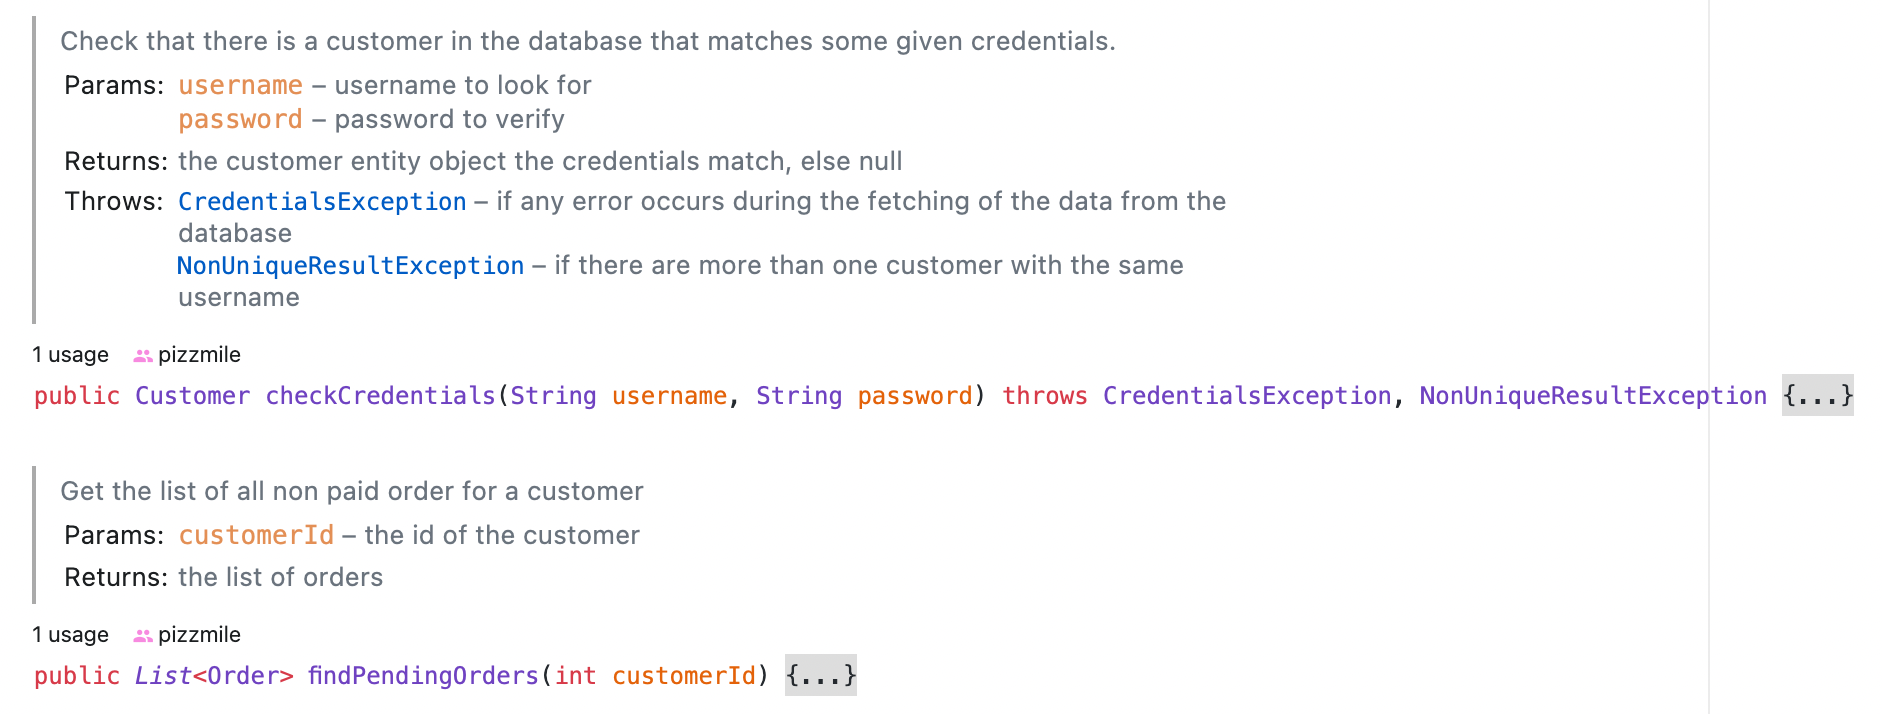 Check that there is a customer in the database that matches some given credentials.
Params: username – username to look for
password – password to verify
Returns: the customer entity object the credentials match, else null
Throws: CredentialsException – if any error occurs during the fetching of the data from the
database
NonUniqueResultException – if there are more than one customer with the same
username
1 usage pizzmile
public Customer checkCredentials(String username, String password) throws CredentialsException, NonUniqueResultException {...}
Get the list of all non paid order for a customer
Params: customerId – the id of the customer
Returns: the list of orders
1 usage pizzmile
public List<Order> findPendingOrders(int customerId) {...}